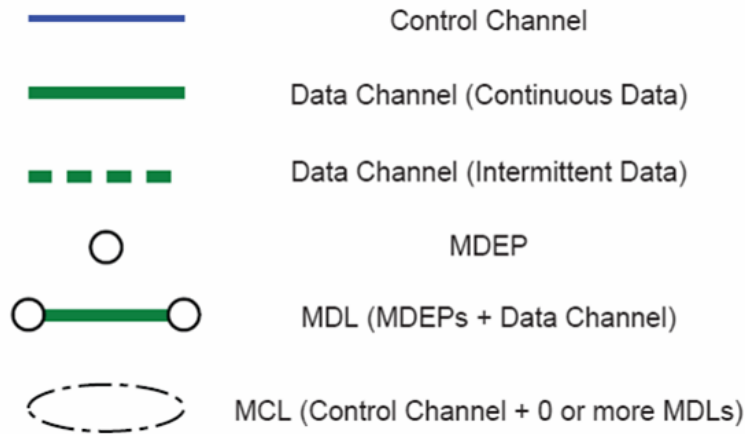 Control Channel
Data Channel (Continuous Data)
Data Channel (Intermittent Data)
MDEP
MDL (MDEPs + Data Channel)
MCL (Control Channel + 0 or more MDLs)